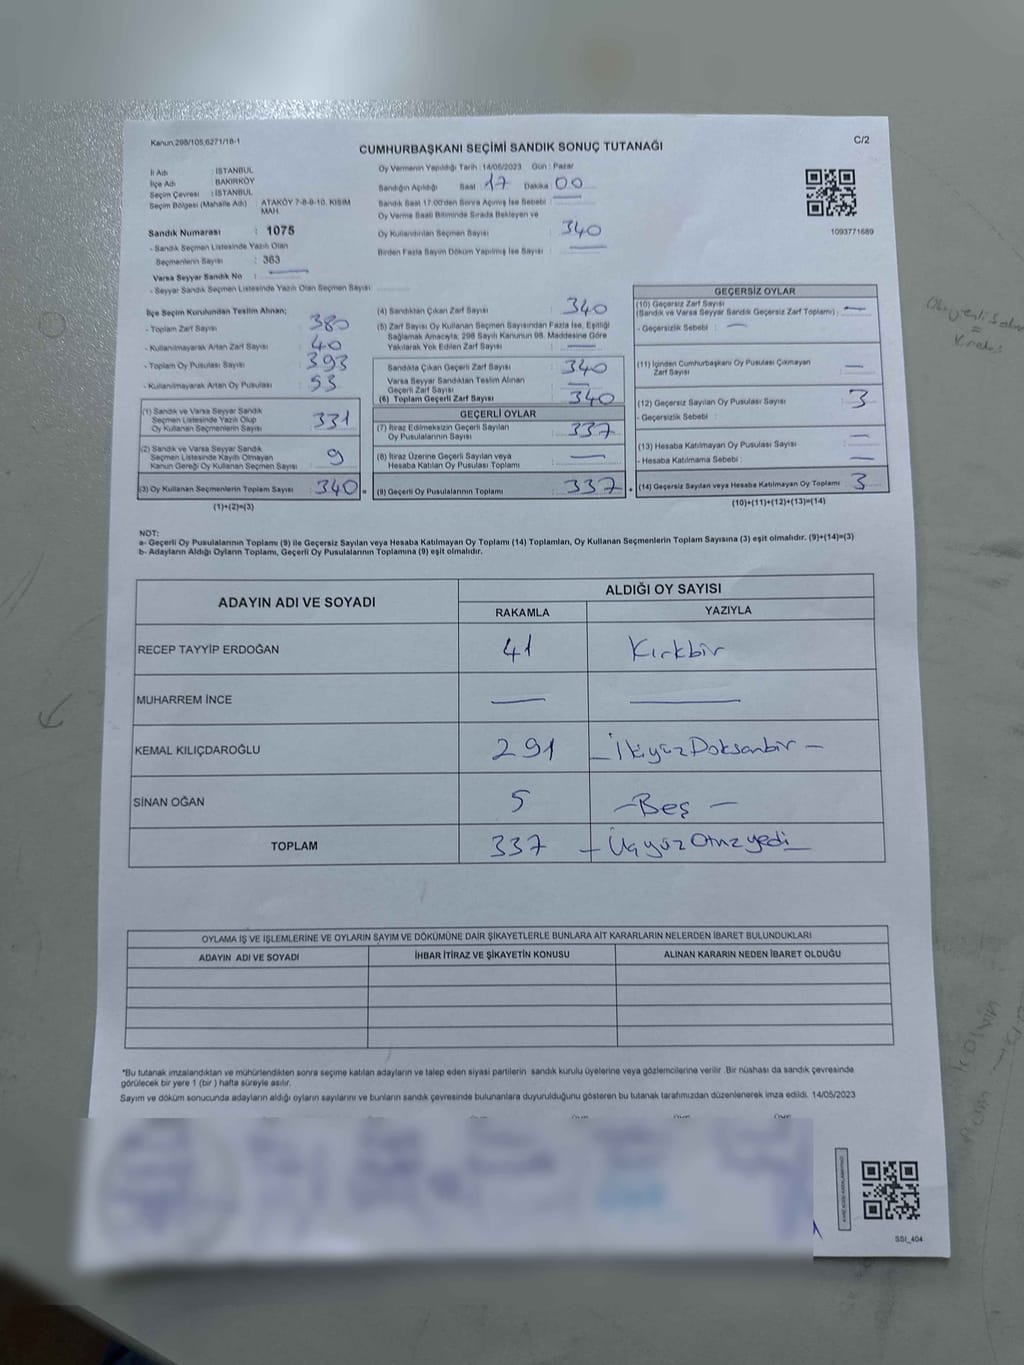 Kanun,298/105,6271/18-1
C/2
CUMHURBAŞKANI SEÇİMİ SANDIK SONUÇ TUTANAĞI
İl Adı : İSTANBUL
İlçe Adı : BAKIRKÖY
Seçim Çevresi : İSTANBUL
Seçim Bölgesi (Mahalle Adı) : ATAKÖY 7-8-9-10. KISIM MAH.
Sandık Numarası : 1075
- Sandık Seçmen Listesinde Yazılı Olan
Seçmenlerin Sayısı : 363
Varsa Seyyar Sandık No : —
- Seyyar Sandık Seçmen Listesinde Yazılı Olan Seçmen Sayısı :
Oy Vermenin Yapıldığı Tarih : 14/05/2023 Gün : Pazar
Sandığın Açıldığı Saat : 17 Dakika : 00
Sandık Saat 17:00'den Sonra Açılmış İse Sebebi : —
Oy Verme Saati Bitiminde Sırada Bekleyen ve
Oy Kullandırılan Seçmen Sayısı : 340
Birden Fazla Sayım Döküm Yapılmış İse Sayısı : —
1093771689
İlçe Seçim Kurulundan Teslim Alınan;
- Toplam Zarf Sayısı : 380
- Kullanılmayarak Artan Zarf Sayısı : 40
- Toplam Oy Pusulası Sayısı : 393
- Kullanılmayarak Artan Oy Pusulası : 53
(1) Sandık ve Varsa Seyyar Sandık
Seçmen Listesinde Yazılı Olup
Oy Kullanan Seçmenlerin Sayısı : 331
(2) Sandık ve Varsa Seyyar Sandık
Seçmen Listesinde Kayıtlı Olmayan
Kanun Gereği Oy Kullanan Seçmen Sayısı : 9
(3) Oy Kullanan Seçmenlerin Toplam Sayısı : 340 =
(1)+(2)=(3)
(4) Sandıktan Çıkan Zarf Sayısı : 340
(5) Zarf Sayısı Oy Kullanan Seçmen Sayısından Fazla İse, Eşitliği
Sağlamak Amacıyla; 298 Sayılı Kanunun 98. Maddesine Göre
Yakılarak Yok Edilen Zarf Sayısı : —
Sandıkta Çıkan Geçerli Zarf Sayısı : 340
Varsa Seyyar Sandıktan Teslim Alınan
Geçerli Zarf Sayısı : —
(6) Toplam Geçerli Zarf Sayısı : 340
GEÇERLİ OYLAR
(7) İtiraz Edilmeksizin Geçerli Sayılan
Oy Pusulalarının Sayısı : 337
(8) İtiraz Üzerine Geçerli Sayılan veya
Hesaba Katılan Oy Pusulası Toplamı : —
(9) Geçerli Oy Pusulalarının Toplamı : 337 +
GEÇERSİZ OYLAR
(10) Geçersiz Zarf Sayısı
(Sandık ve Varsa Seyyar Sandık Geçersiz Zarf Toplamı) : —
- Geçersizlik Sebebi : —
(11) İçinden Cumhurbaşkanı Oy Pusulası Çıkmayan
Zarf Sayısı : —
(12) Geçersiz Sayılan Oy Pusulası Sayısı : 3
- Geçersizlik Sebebi :
(13) Hesaba Katılmayan Oy Pusulası Sayısı : —
- Hesaba Katılmama Sebebi : —
(14) Geçersiz Sayılan veya Hesaba Katılmayan Oy Toplamı : 3
(10)+(11)+(12)+(13)=(14)
NOT:
a- Geçerli Oy Pusulalarının Toplamı (9) ile Geçersiz Sayılan veya Hesaba Katılmayan Oy Toplamı (14) Toplamları, Oy Kullanan Seçmenlerin Toplam Sayısına (3) eşit olmalıdır. (9)+(14)=(3)
b- Adayların Aldığı Oyların Toplamı, Geçerli Oy Pusulalarının Toplamına (9) eşit olmalıdır.
ADAYIN ADI VE SOYADI
ALDIĞI OY SAYISI
RAKAMLA YAZIYLA
RECEP TAYYİP ERDOĞAN 41 Kırkbir
MUHARREM İNCE — —
KEMAL KILIÇDAROĞLU 291 — İkiyüzDoksanbir —
SİNAN OĞAN 5 — Beş —
TOPLAM 337 — ÜçyüzOtuzyedi —
OYLAMA İŞ VE İŞLEMLERİNE VE OYLARIN SAYIM VE DÖKÜMÜNE DAİR ŞİKAYETLERLE BUNLARA AİT KARARLARIN NELERDEN İBARET BULUNDUKLARI
ADAYIN ADI VE SOYADI İHBAR İTİRAZ VE ŞİKAYETİN KONUSU ALINAN KARARIN NEDEN İBARET OLDUĞU
*Bu tutanak imzalandıktan ve mühürlendikten sonra seçime katılan adayların ve talep eden siyasi partilerin sandık kurulu üyelerine veya gözlemcilerine verilir. Bir nüshası da sandık çevresinde
görülecek bir yere 1 (bir) hafta süreyle asılır.
Sayım ve döküm sonucunda adayların aldığı oyların sayılarını ve bunların sandık çevresinde bulunanlara duyurulduğunu gösteren bu tutanak tarafımızdan düzenlenerek imza edildi. 14/05/2023
SSI_404